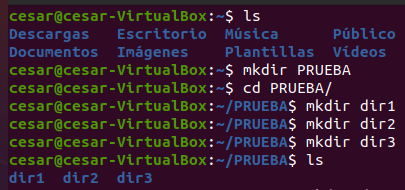 cesar@cesar-VirtualBox:~$ ls
Descargas   Escritorio  Música      Público
Documentos  Imágenes    Plantillas  Vídeos
cesar@cesar-VirtualBox:~$ mkdir PRUEBA
cesar@cesar-VirtualBox:~$ cd PRUEBA/
cesar@cesar-VirtualBox:~/PRUEBA$ mkdir dir1
cesar@cesar-VirtualBox:~/PRUEBA$ mkdir dir2
cesar@cesar-VirtualBox:~/PRUEBA$ mkdir dir3
cesar@cesar-VirtualBox:~/PRUEBA$ ls
dir1  dir2  dir3